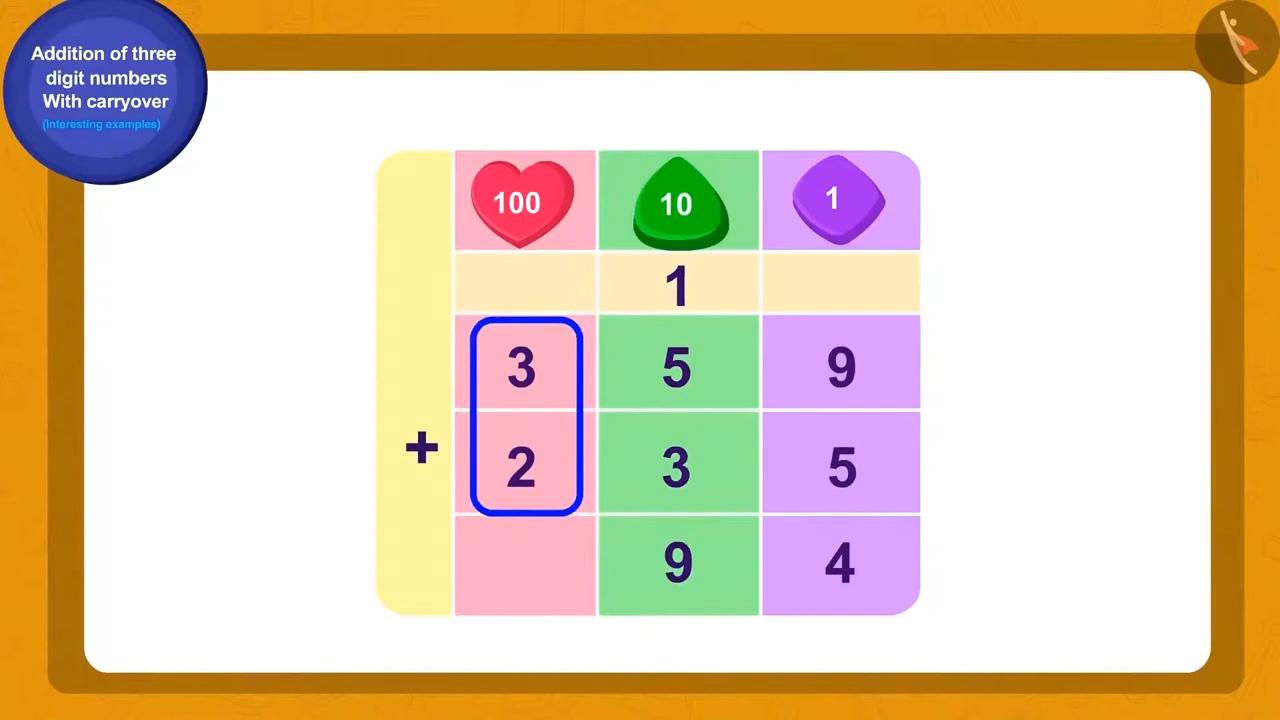 Addition of three
digit numbers
With carryover
(Interesting examples)
100 10 1
1
3 5 9
+ 2 3 5
9 4